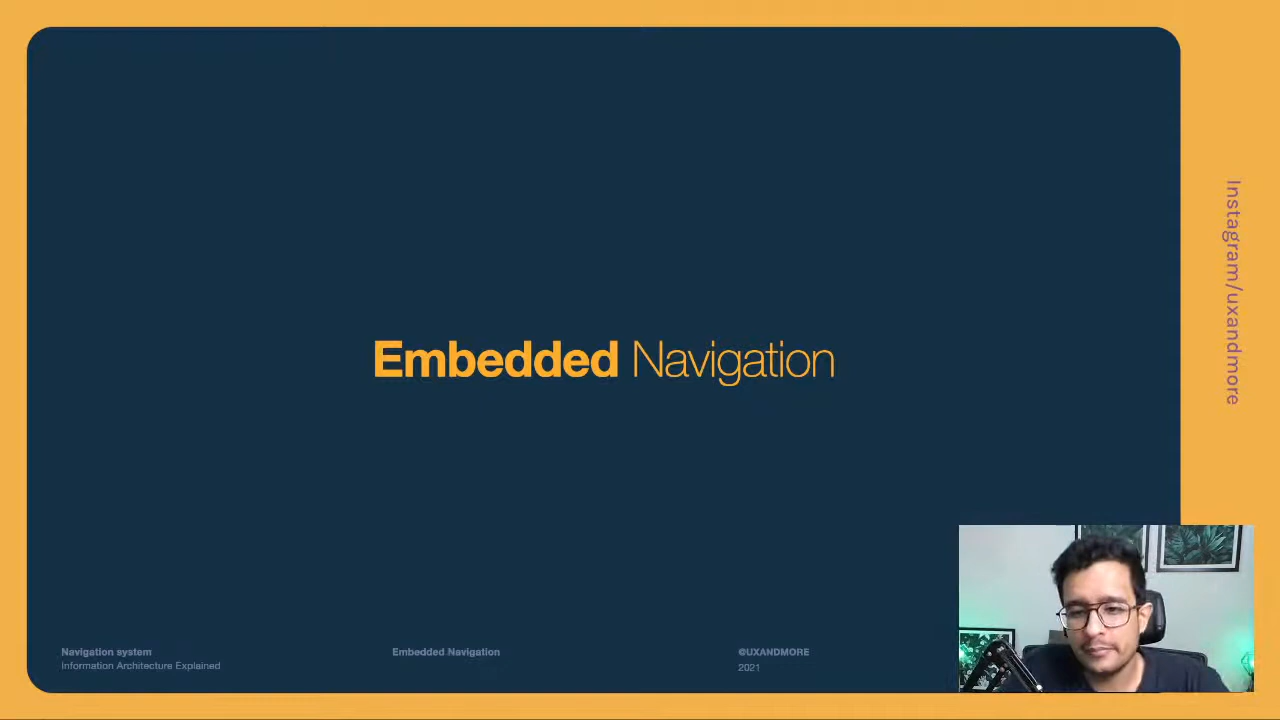 Embedded Navigation
Instagram/uxandmore
Navigation system
Information Architecture Explained
Embedded Navigation
@UXANDMORE
2021